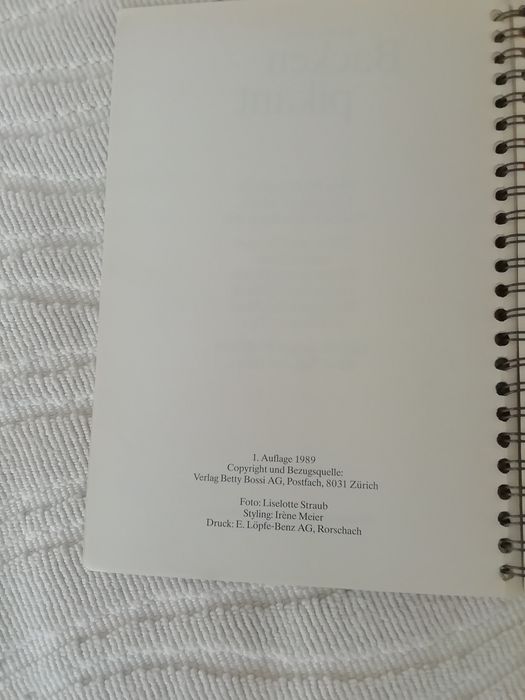 1. Auflage 1989
Copyright und Bezugsquelle:
Verlag Betty Bossi AG, Postfach, 8031 Zürich
Foto: Liselotte Straub
Styling: Irène Meier
Druck: E. Löpfe-Benz AG, Rorschach